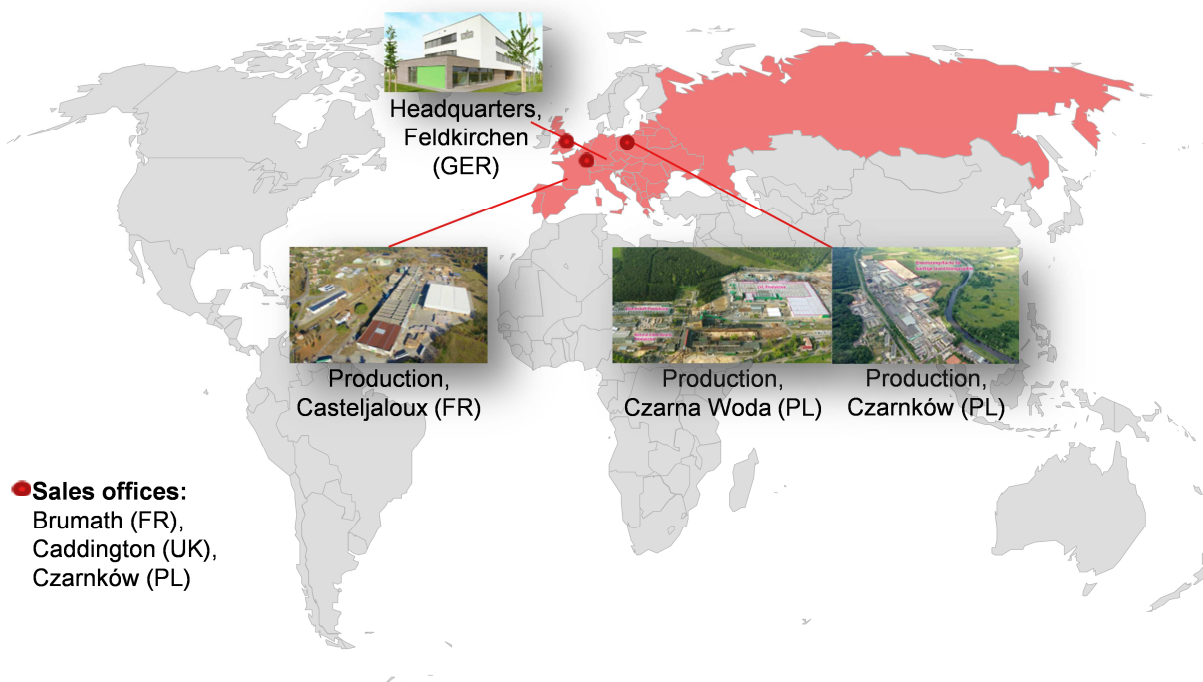 Headquarters,
Feldkirchen
(GER)
Production,
Casteljaloux (FR)
Production,
Czarna Woda (PL)
Production,
Czarnków (PL)
Sales offices:
Brumath (FR),
Caddington (UK),
Czarnków (PL)